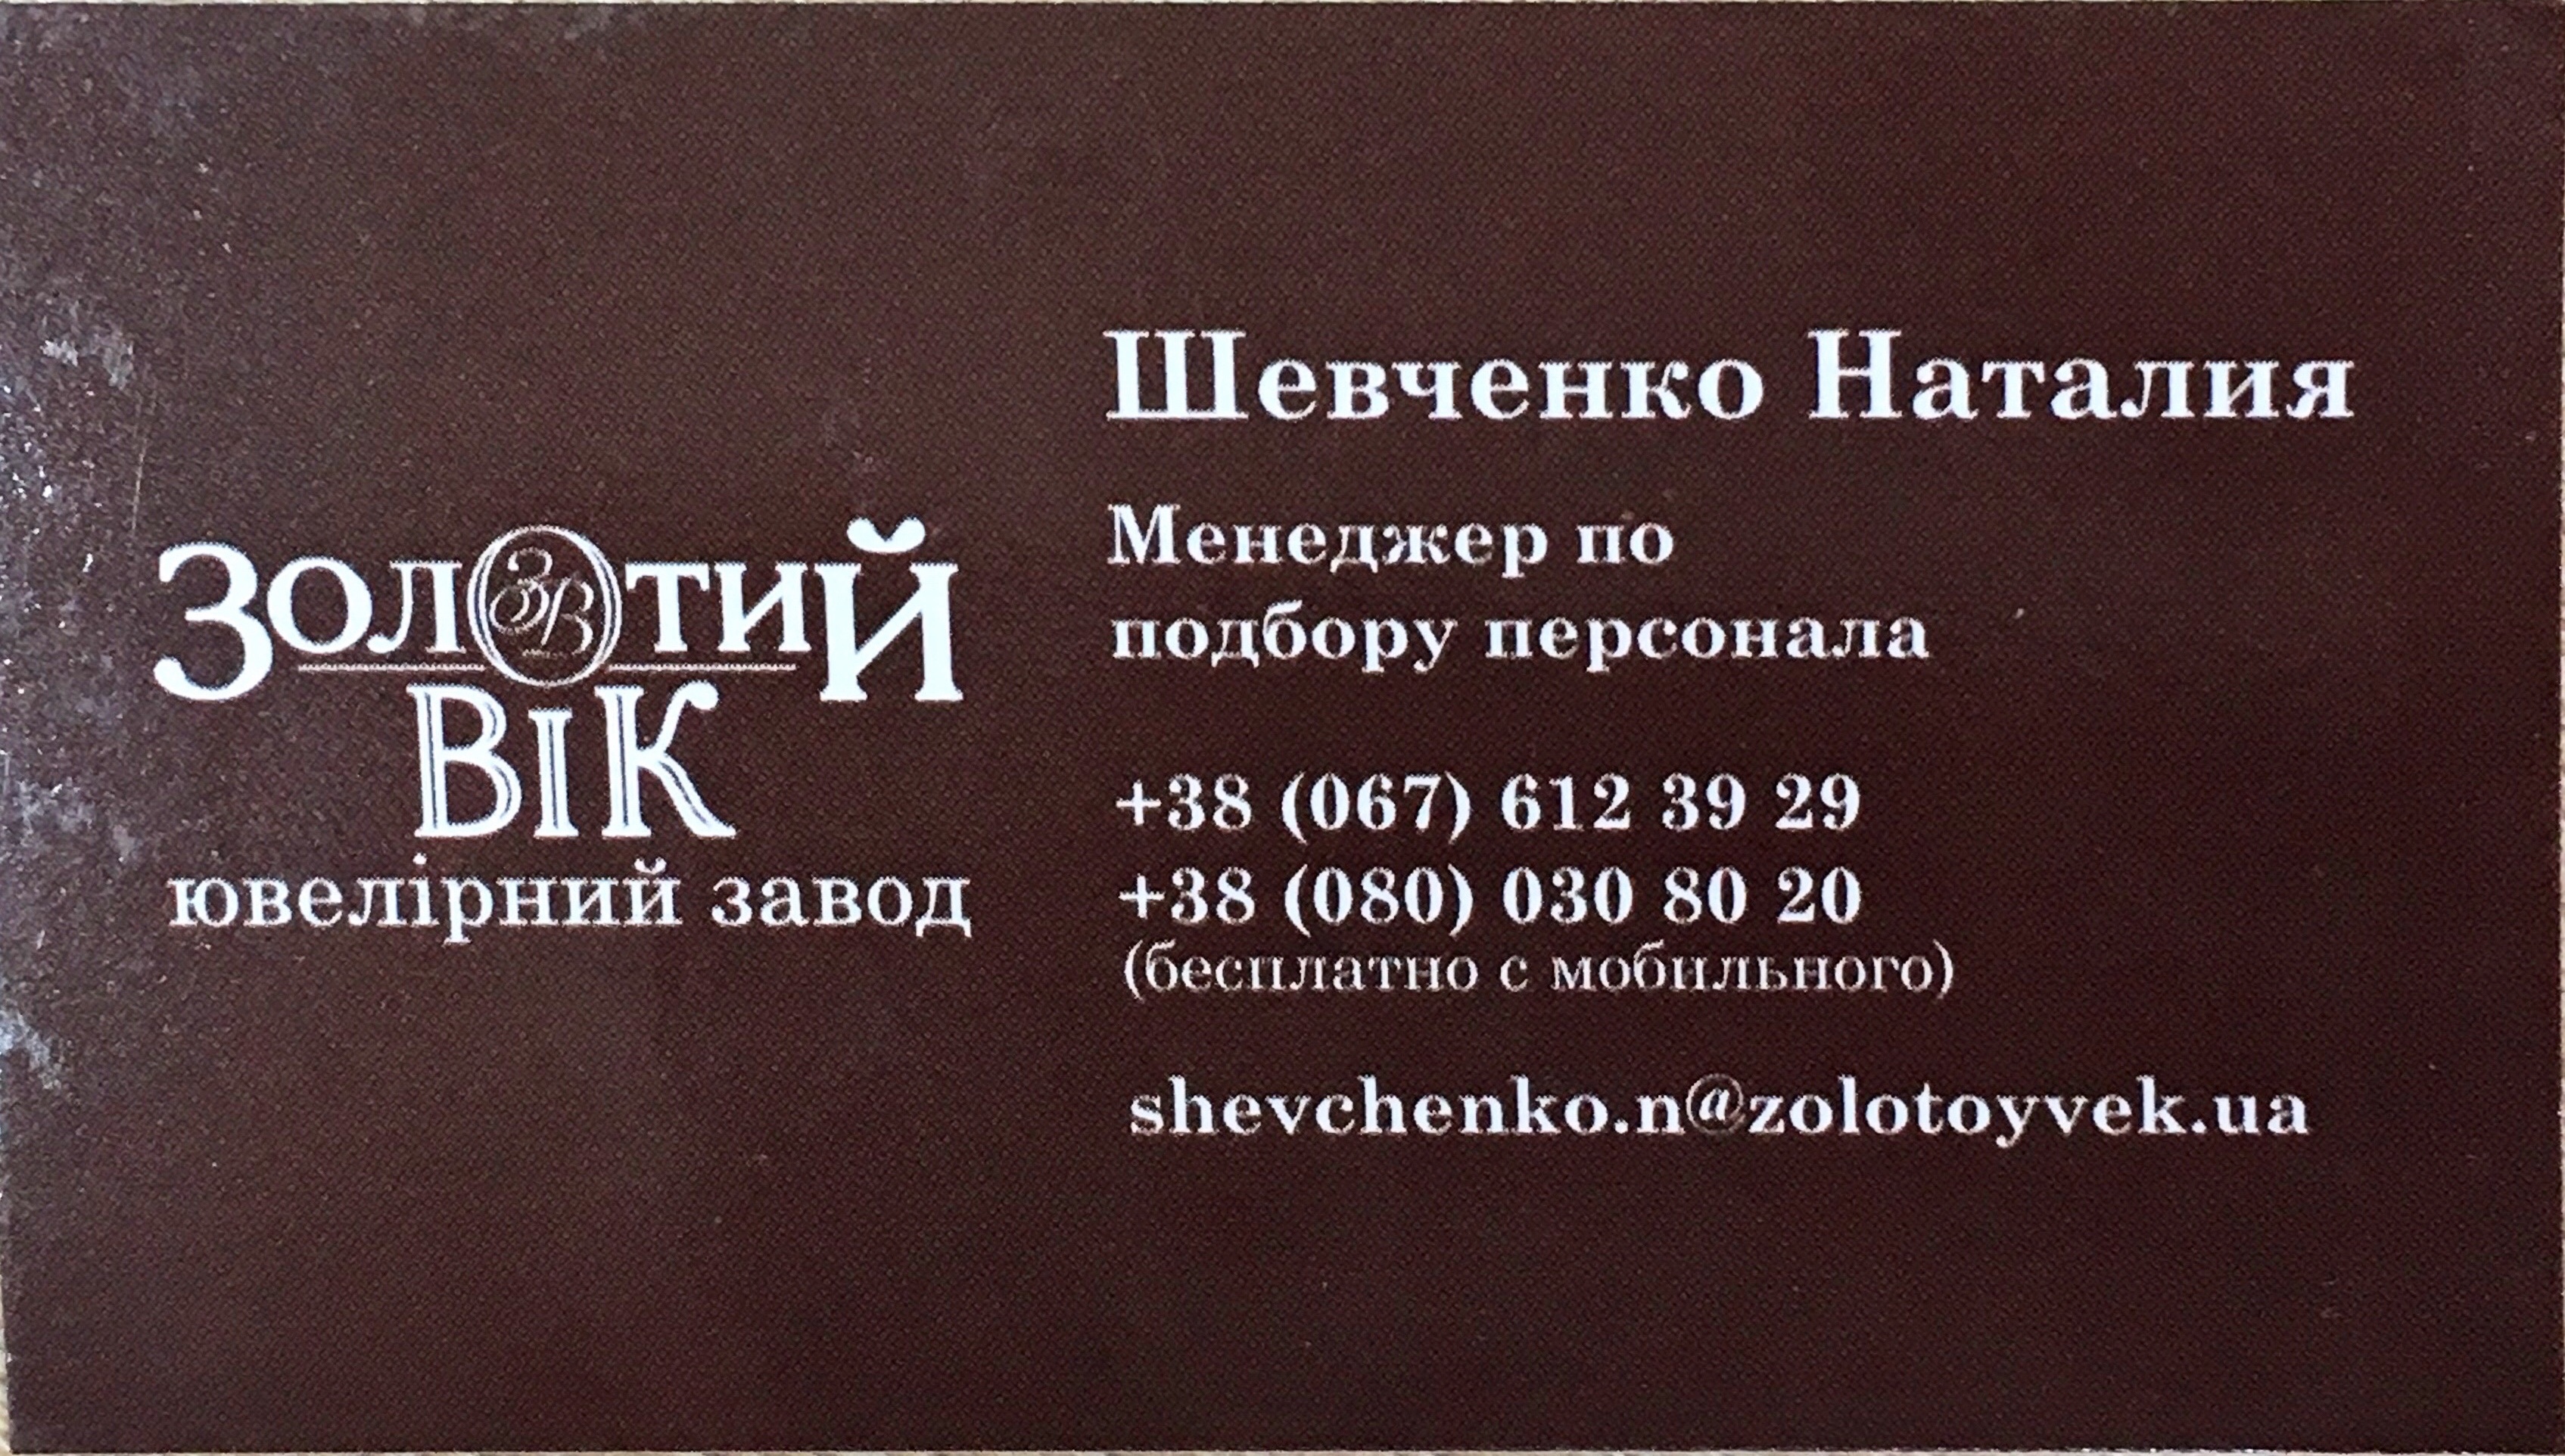 Золотий
Вік
ювелірний завод
Шевченко Наталия
Менеджер по
подбору персонала
+38 (067) 612 39 29
+38 (080) 030 80 20
(бесплатно с мобильного)
shevchenko.n@zolotoyvek.ua